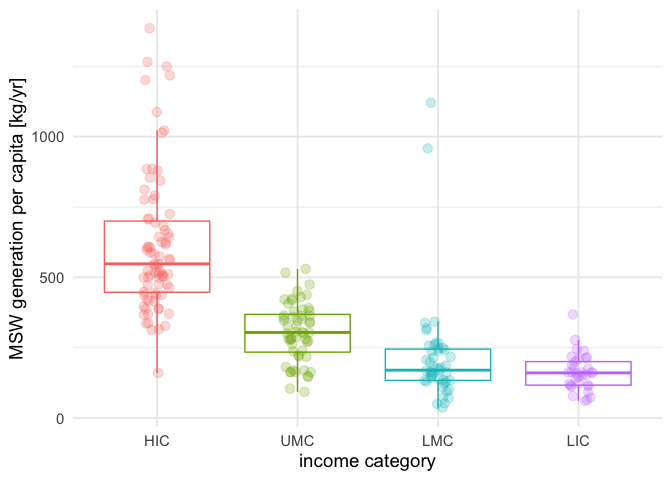 MSW generation per capita [kg/yr]
1000
500
0
HIC UMC LMC LIC
income category